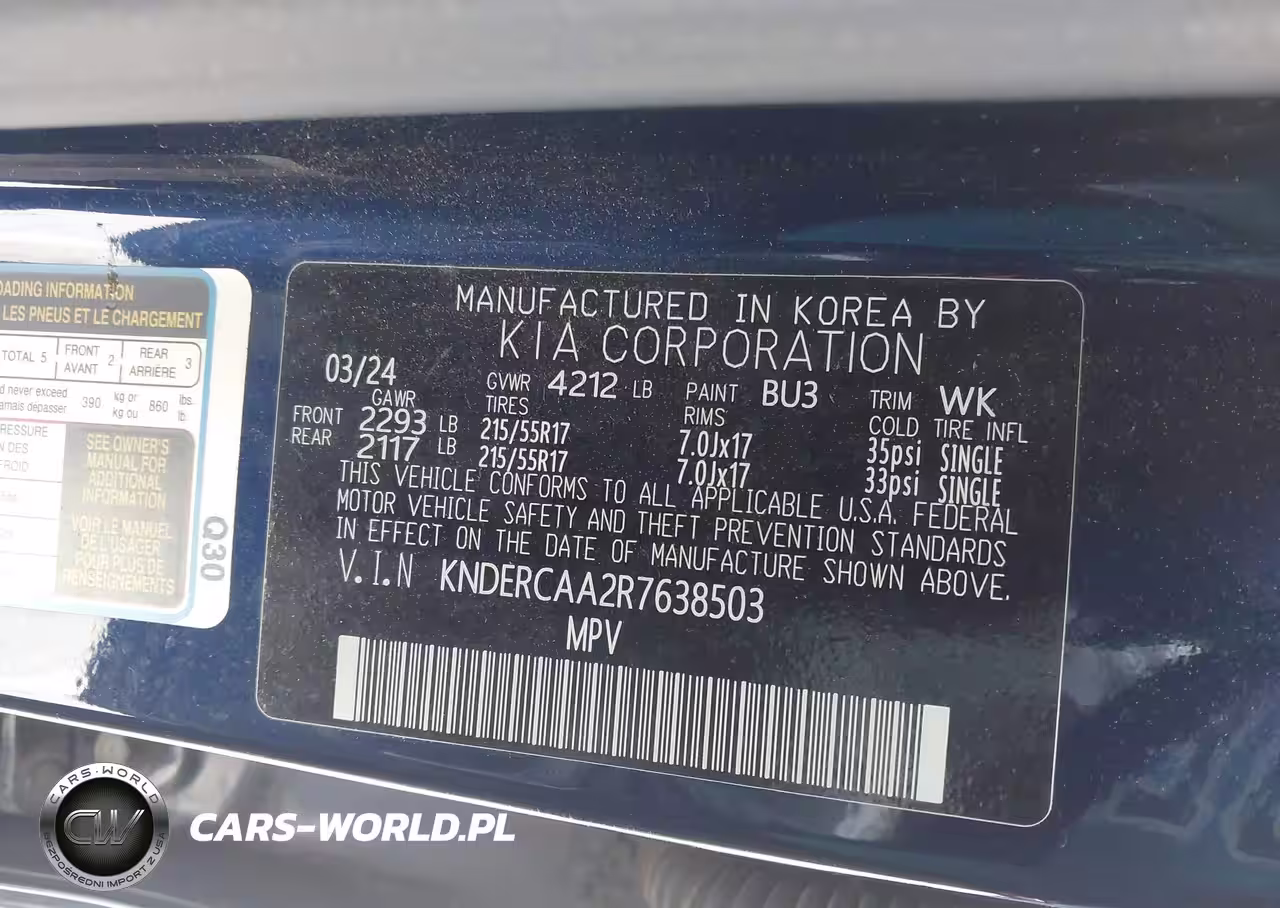 MANUFACTURED IN KOREA BY
KIA CORPORATION
03/24 GVWR 4212 LB PAINT BU3 TRIM WK
GAWR TIRES RIMS COLD TIRE INFL
FRONT 2293 LB 215/55R17 7.0Jx17 35psi SINGLE
REAR 2117 LB 215/55R17 7.0Jx17 33psi SINGLE
THIS VEHICLE CONFORMS TO ALL APPLICABLE U.S.A. FEDERAL
MOTOR VEHICLE SAFETY AND THEFT PREVENTION STANDARDS
IN EFFECT ON THE DATE OF MANUFACTURE SHOWN ABOVE.
V.I.N KNDERCAA2R7638503
MPV
INFORMATION
LES PNEUS ET LE CHARGEMENT
TOTAL 5 FRONT AVANT 2 REAR ARRIÈRE 3
never exceed 390 kg or 860 lbs.
jamais dépasser kg ou lb.
SEE OWNER'S
MANUAL FOR
ADDITIONAL
INFORMATION
VOIR LE MANUEL
DE L'USAGER
POUR PLUS DE
RENSEIGNEMENTS
Q30
CARS-WORLD
CW
BEZPOŚREDNI IMPORT Z USA
CARS-WORLD.PL